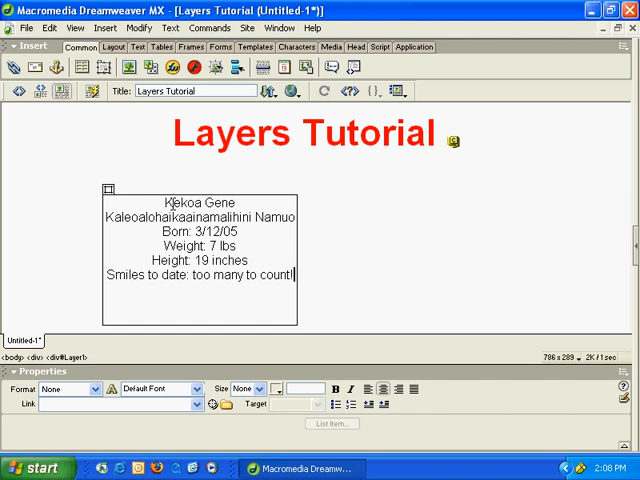 Macromedia Dreamweaver MX - [Layers Tutorial (Untitled-1*)]
File Edit View Insert Modify Text Commands Site Window Help
Insert Common Layout Text Tables Frames Forms Templates Characters Media Head Script Application
Title: Layers Tutorial
Layers Tutorial
Kekoa Gene
Kaleoalohaikaainamalihini Namuo
Born: 3/12/05
Weight: 7 lbs
Height: 19 inches
Smiles to date: too many to count!
Untitled-1*
<body> <div> <div#Layer1>
786 x 289 2K / 1 sec
Properties
Format None Default Font Size None B I
Link Target
List Item...
start Macromedia Dreamw... 2:08 PM